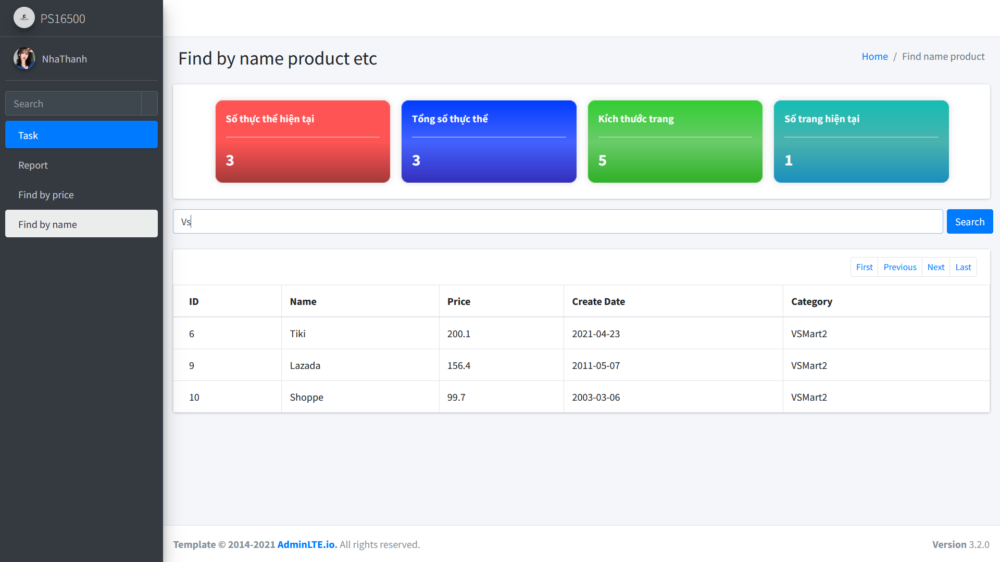 PS16500
NhaThanh
Search
Task
Report
Find by price
Find by name
Find by name product etc
Home / Find name product
Số thực thể hiện tại
3
Tổng số thực thể
3
Kích thước trang
5
Số trang hiện tại
1
Vs
Search
First Previous Next Last
ID Name Price Create Date Category
6 Tiki 200.1 2021-04-23 VSMart2
9 Lazada 156.4 2011-05-07 VSMart2
10 Shoppe 99.7 2003-03-06 VSMart2
Template © 2014-2021 AdminLTE.io. All rights reserved.
Version 3.2.0